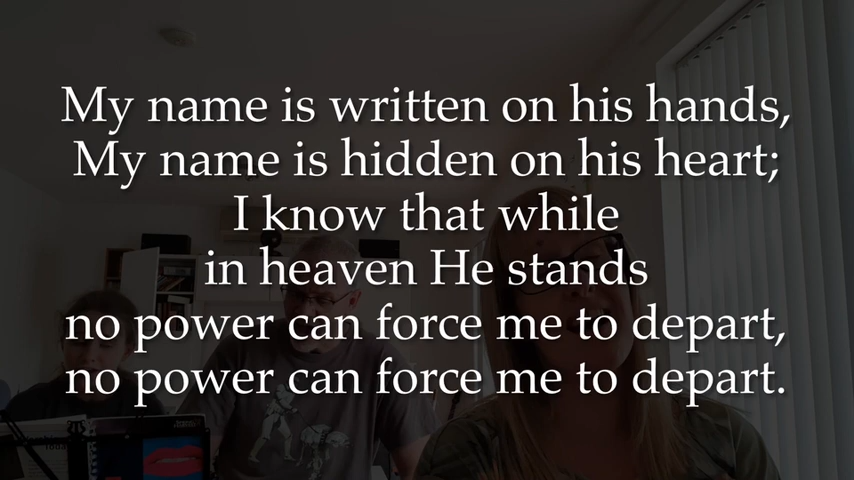 My name is written on his hands,
My name is hidden on his heart;
I know that while
in heaven He stands
no power can force me to depart,
no power can force me to depart.